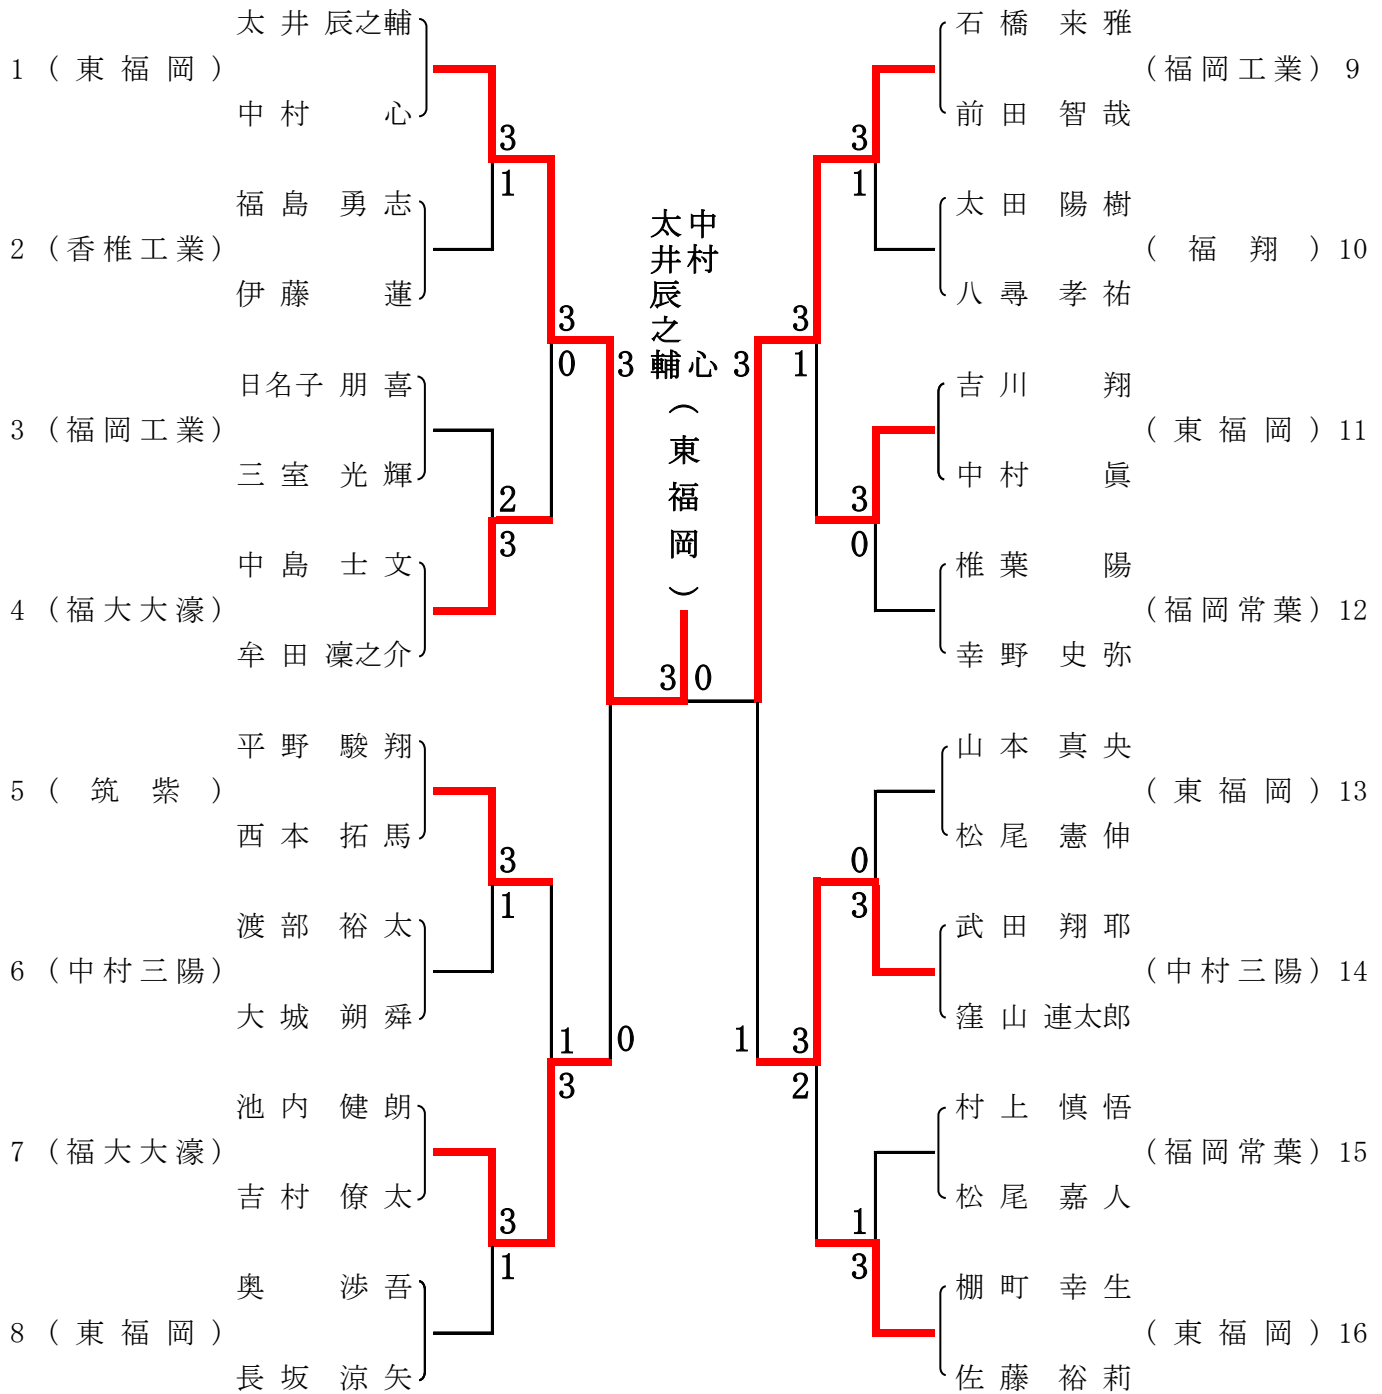 太井 辰之輔
1 (東福岡)
中村 心
3
1
福島 勇志
2 (香椎工業)
伊藤 蓮
3
0
日名子 朋喜
3 (福岡工業)
三室 光輝
2
3
中島 士文
4 (福大大濠)
牟田 凜之介
3
平野 駿翔
5 (筑紫)
西本 拓馬
3
1
渡部 裕太
6 (中村三陽)
大城 朔舜
1
3
0
池内 健朗
7 (福大大濠)
吉村 僚太
3
1
奥 渉吾
8 (東福岡)
長坂 涼矢
中村 心
太井辰之輔
(東福岡)
3 0
石橋 来雅
(福岡工業) 9
前田 智哉
3
1
太田 陽樹
(福翔) 10
八尋 孝祐
3
1
3
吉川 翔
(東福岡) 11
中村 眞
3
0
椎葉 陽
(福岡常葉) 12
幸野 史弥
山本 真央
(東福岡) 13
松尾 憲伸
0
3
武田 翔耶
(中村三陽) 14
窪山 連太郎
1
3
2
村上 慎悟
(福岡常葉) 15
松尾 嘉人
1
3
棚町 幸生
(東福岡) 16
佐藤 裕莉